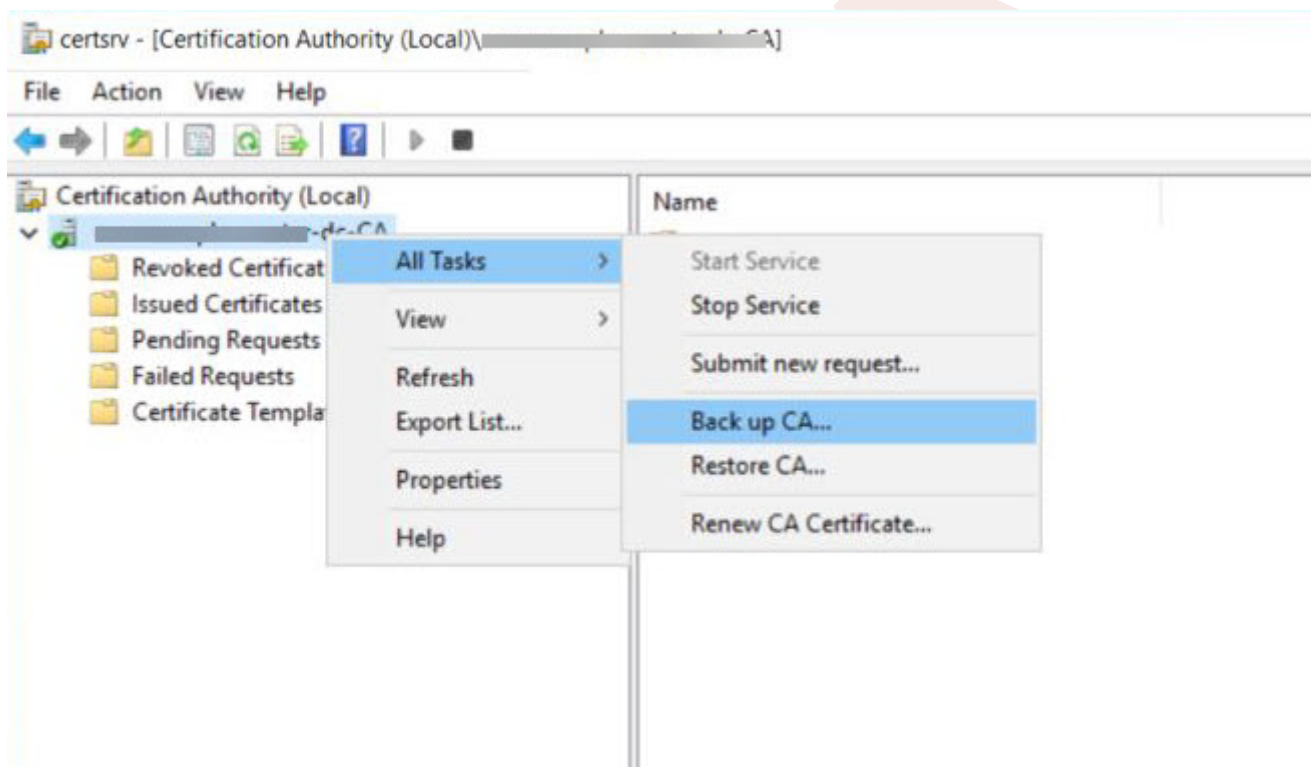 certsrv - [Certification Authority (Local)\ CA]
File Action View Help
Certification Authority (Local)
-dc-CA
Name
Revoked Certificat
Issued Certificates
Pending Requests
Failed Requests
Certificate Templa
All Tasks
View
Refresh
Export List...
Properties
Help
Start Service
Stop Service
Submit new request...
Back up CA...
Restore CA...
Renew CA Certificate...